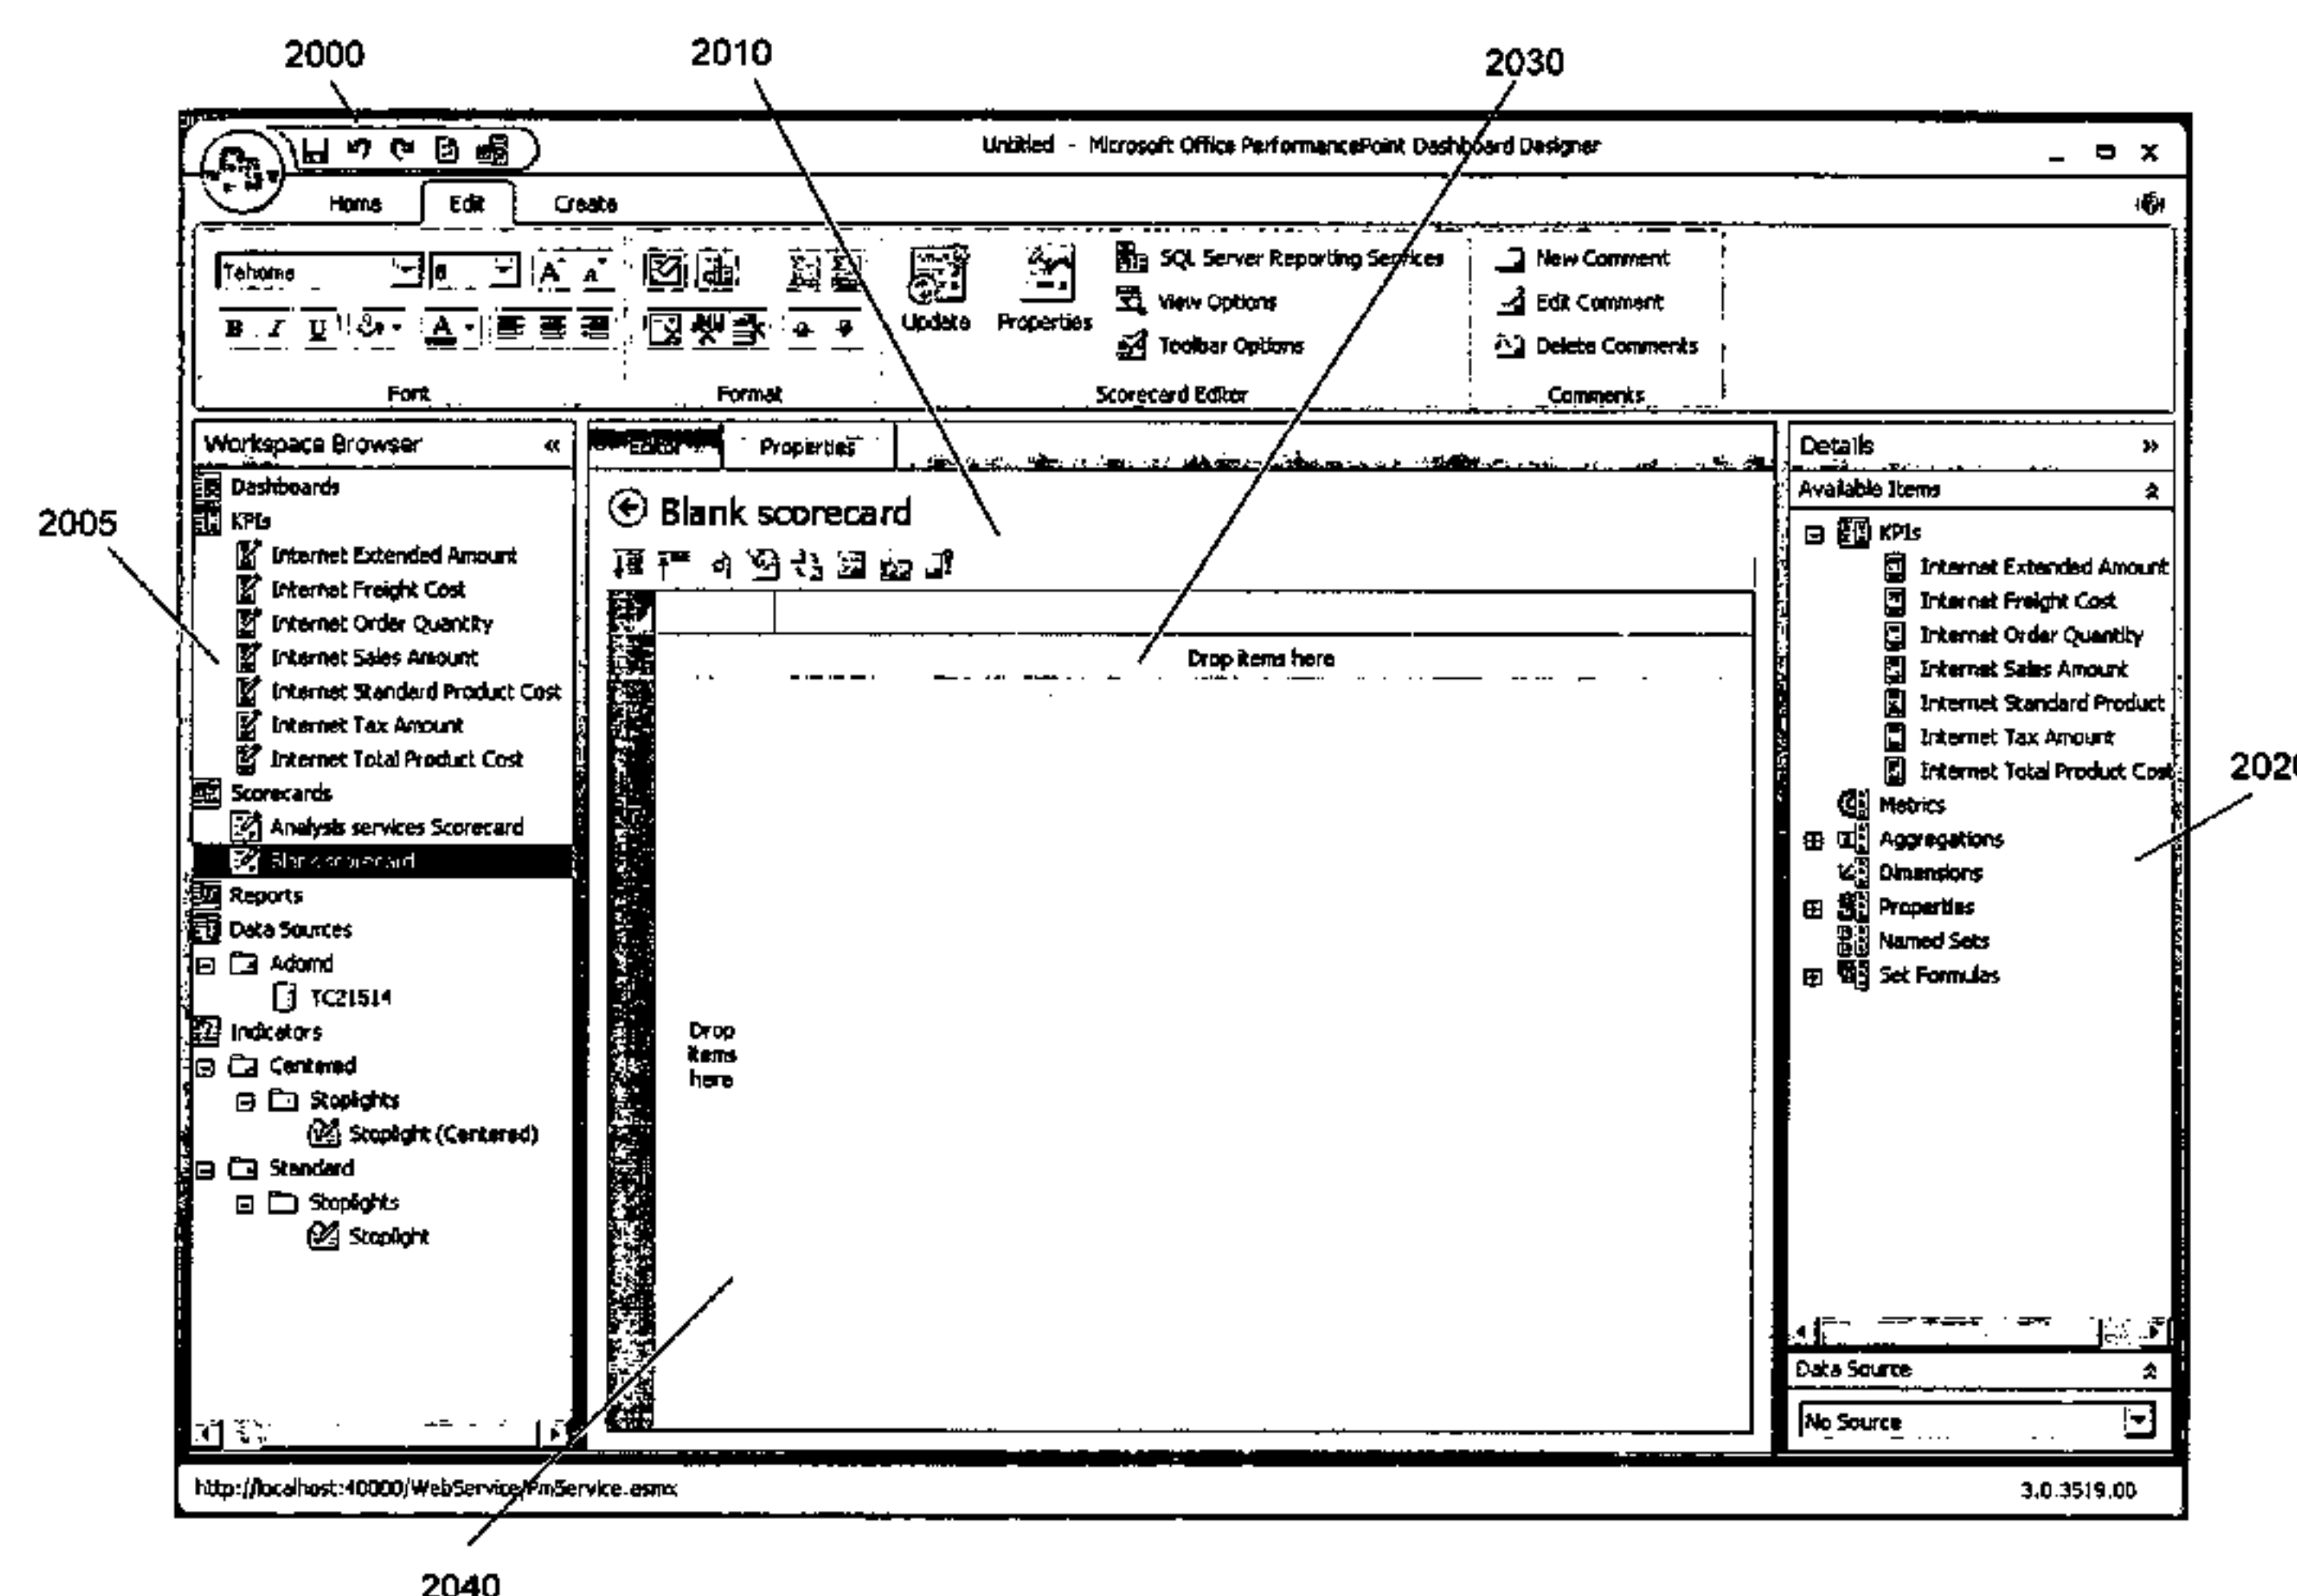 2000
2010
2030
Untitled - Microsoft Office PerformancePoint Dashboard Designer
Home Edit Create
Tahoma 8 A A
SQL Server Reporting Services
New Comment
B I U A
Update Properties
View Options
Edit Comment
Toolbar Options
Delete Comments
Font Format Scorecard Editor Comments
Workspace Browser
Dashboards
KPIs
Internet Extended Amount
Internet Freight Cost
Internet Order Quantity
Internet Sales Amount
Internet Standard Product Cost
Internet Tax Amount
Internet Total Product Cost
Scorecards
Analysis services Scorecard
Blank scorecard
Reports
Data Sources
Adomd
TC21514
Indicators
Centered
Stoplights
Stoplight (Centered)
Standard
Stoplights
Stoplight
2005
Editor Properties
Blank scorecard
Drop items here
Drop
items
here
Details
Available Items
KPIs
Internet Extended Amount
Internet Freight Cost
Internet Order Quantity
Internet Sales Amount
Internet Standard Product
Internet Tax Amount
Internet Total Product Cost
Metrics
Aggregations
Dimensions
Properties
Named Sets
Set Formulas
2020
Data Source
No Source
http://localhost:40000/WebService/PmService.asmx
3.0.3519.00
2040